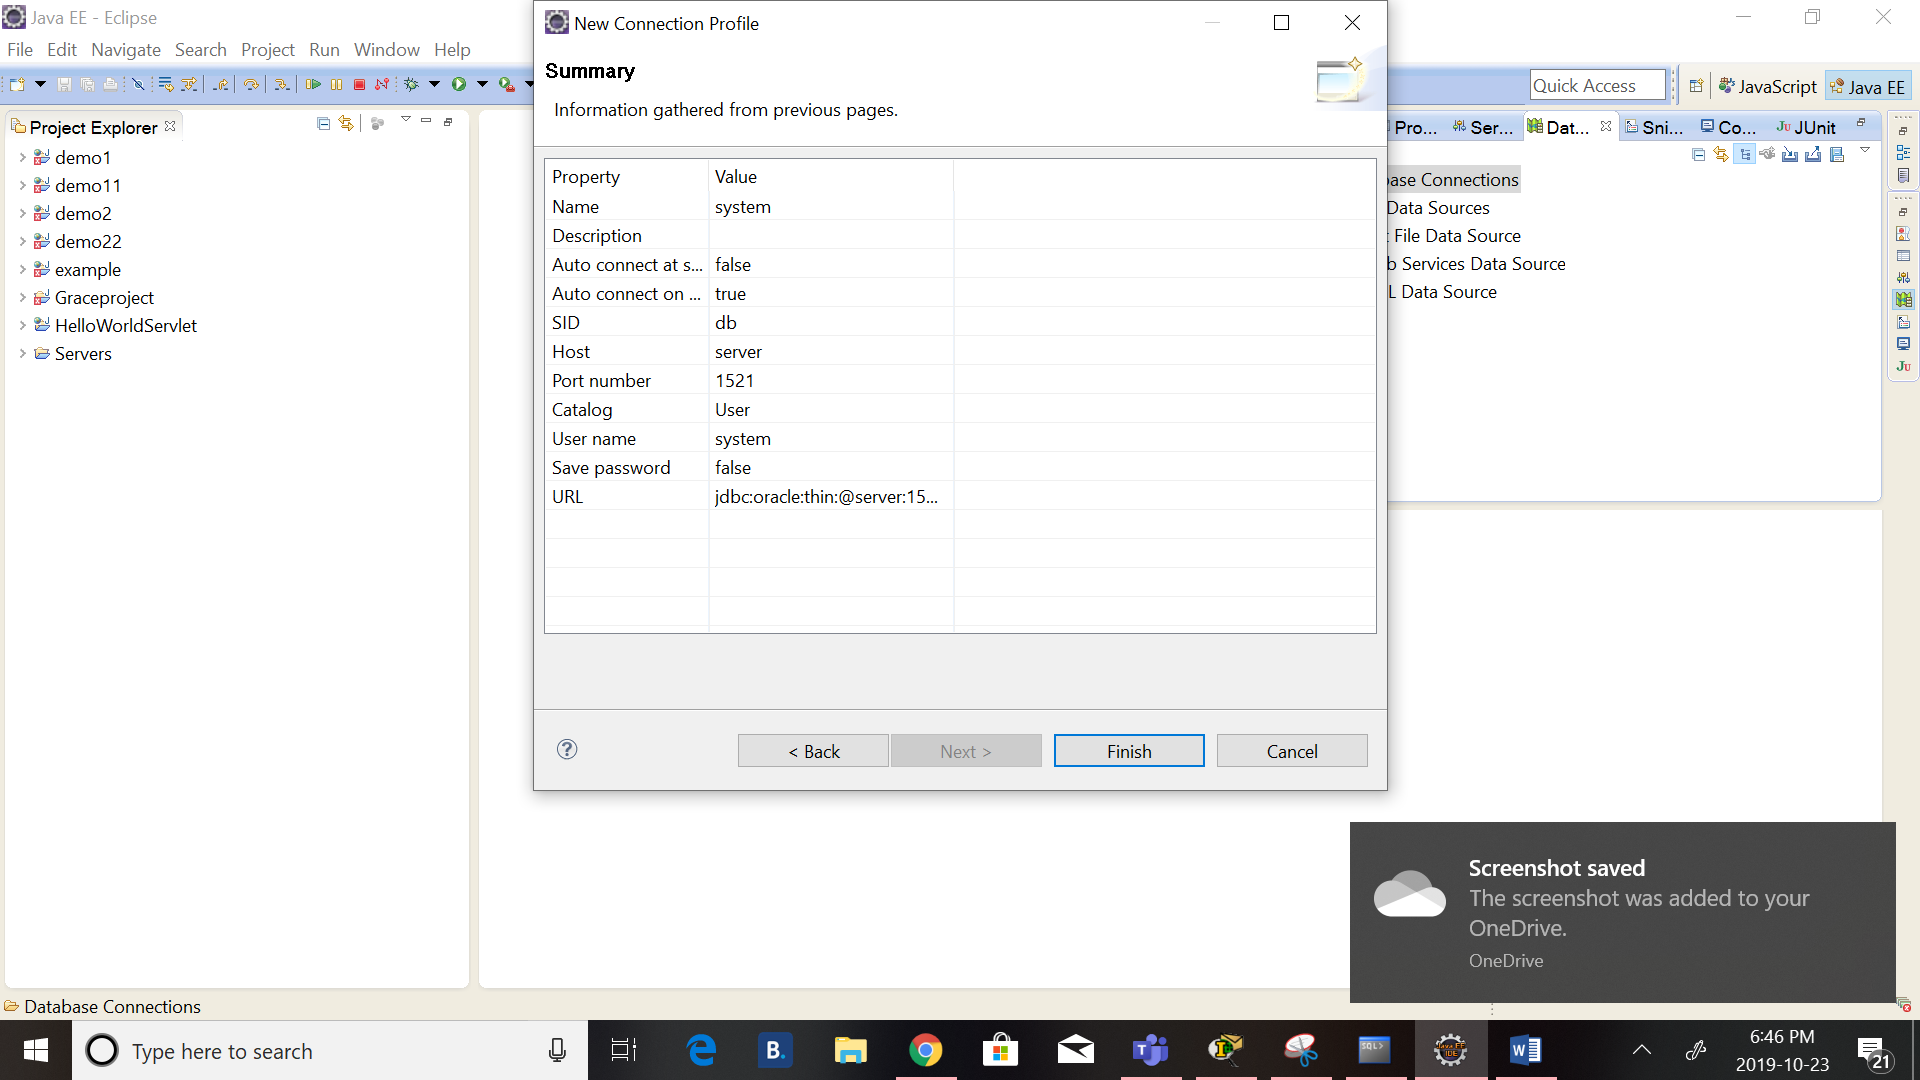 Java EE - Eclipse
File Edit Navigate Search Project Run Window Help
Quick Access
JavaScript
Java EE
Project Explorer
demo1
demo11
demo2
demo22
example
Graceproject
HelloWorldServlet
Servers
New Connection Profile
Summary
Information gathered from previous pages.
Property Value
Name system
Description
Auto connect at s... false
Auto connect on ... true
SID db
Host server
Port number 1521
Catalog User
User name system
Save password false
URL jdbc:oracle:thin:@server:15...
< Back Next > Finish Cancel
Pro... Ser... Dat... Sni... Co... JUnit
ase Connections
Data Sources
File Data Source
b Services Data Source
L Data Source
Screenshot saved
The screenshot was added to your
OneDrive.
OneDrive
Database Connections
Type here to search
6:46 PM
2019-10-23
21